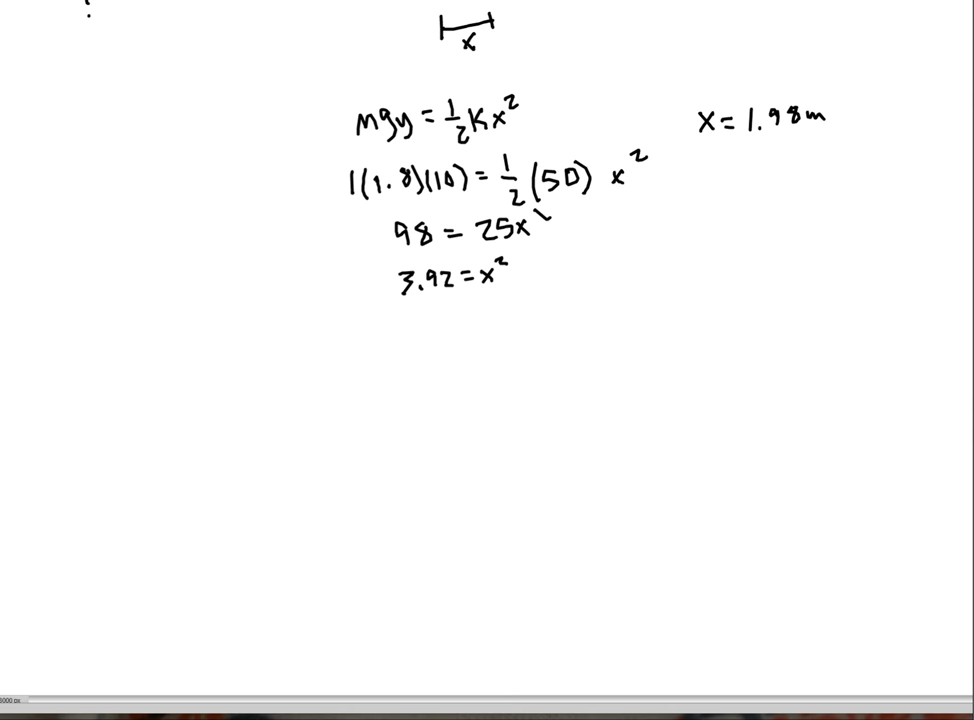 x
mgy = 1/2 Kx²
x = 1.98m
1(1.8)(10) = 1/2 (50) x²
98 = 25x²
3.92 = x²